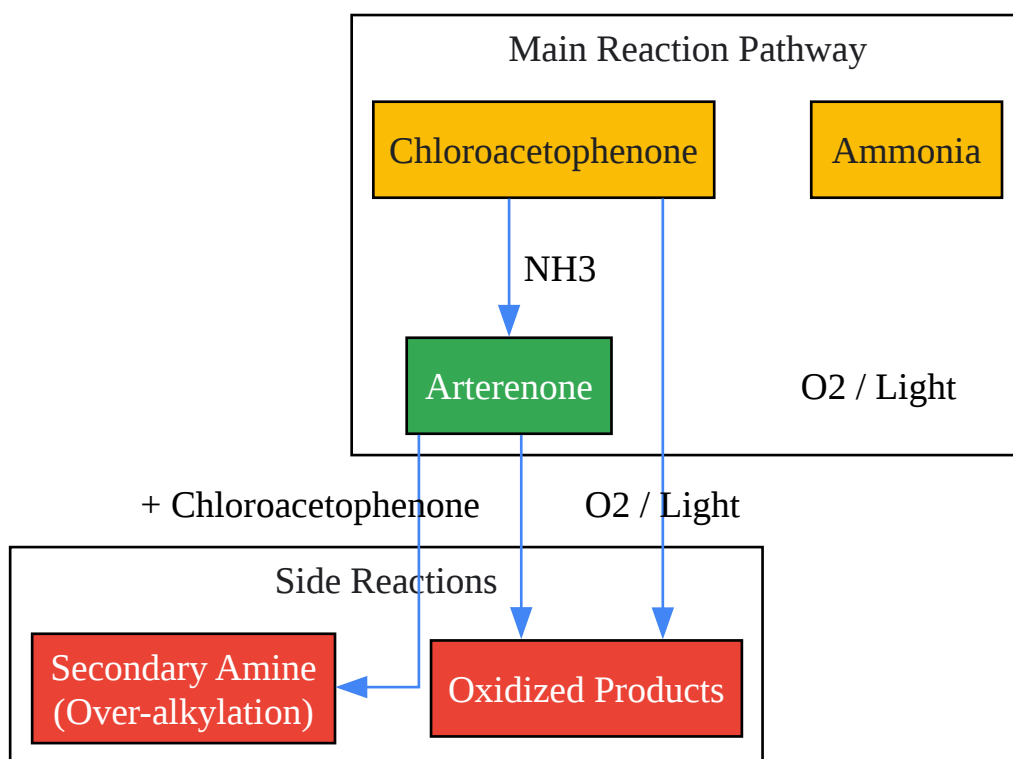 Main Reaction Pathway
Chloroacetophenone
Ammonia
NH3
Arterenone
O2 / Light
+ Chloroacetophenone
O2 / Light
Side Reactions
Secondary Amine
(Over-alkylation)
Oxidized Products